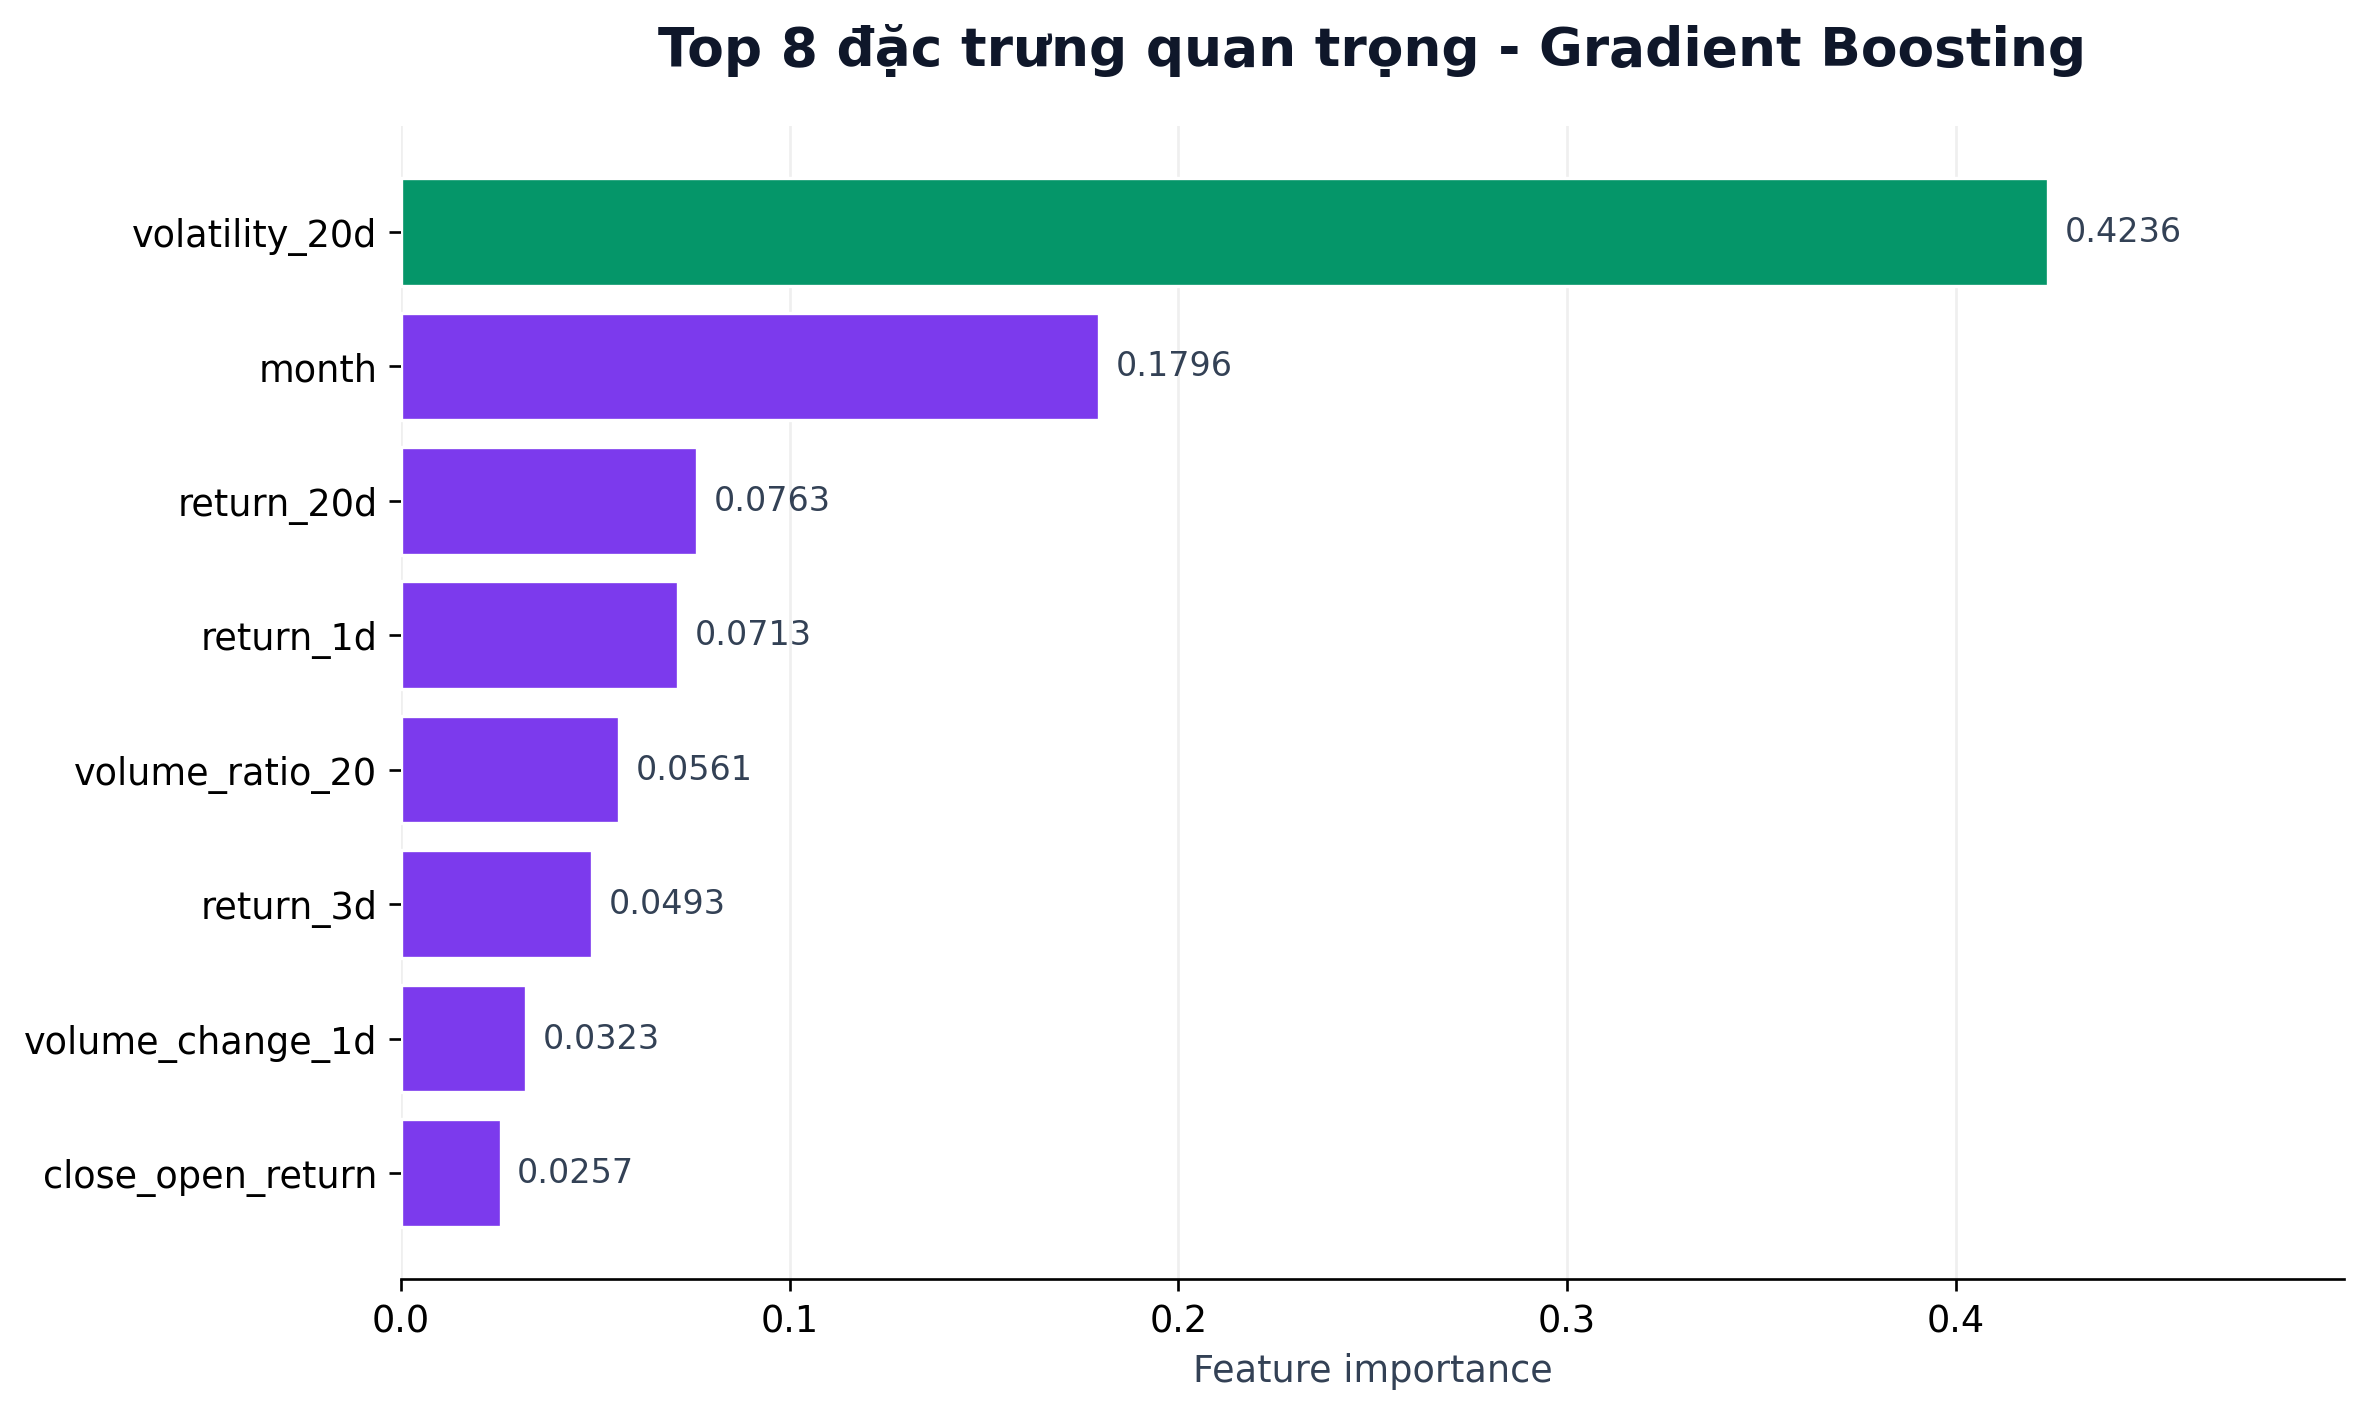 Top 8 đặc trưng quan trọng - Gradient Boosting
volatility_20d
0.4236
month
0.1796
return_20d
0.0763
return_1d
0.0713
volume_ratio_20
0.0561
return_3d
0.0493
volume_change_1d
0.0323
close_open_return
0.0257
0.0 0.1 0.2 0.3 0.4
Feature importance